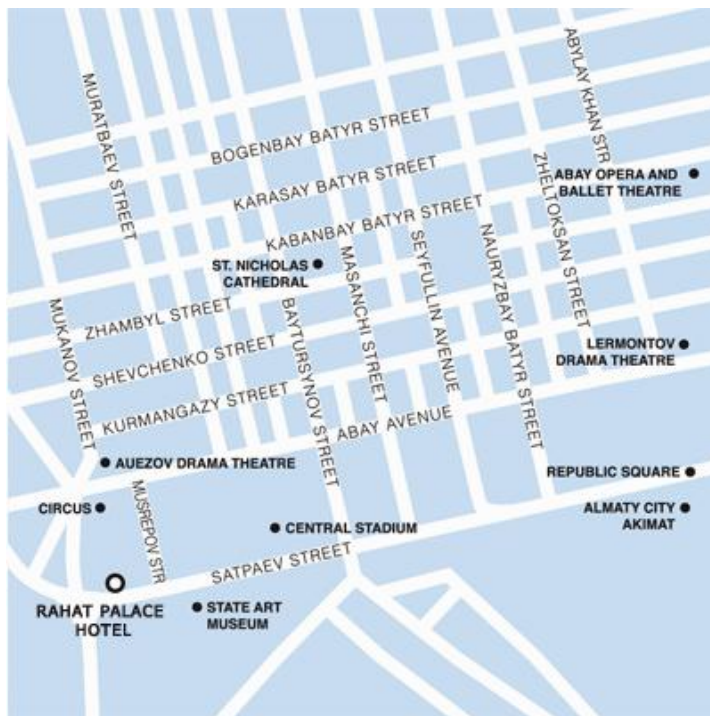 ABYLAY KHAN STR
MURATBAEV STREET
BOGENBAY BATYR STREET
KARASAY BATYR STREET
ZHELTOKSAN STREET
ABAY OPERA AND
BALLET THEATRE
KABANBAY BATYR STREET
NAURYZBAY BATYR STREET
SEYFULLIN AVENUE
MASANCHI STREET
ST. NICHOLAS
CATHEDRAL
ZHAMBYL STREET
MUKANOV STREET
BAYTURSYNOV STREET
SHEVCHENKO STREET
LERMONTOV
DRAMA THEATRE
KURMANGAZY STREET
ABAY AVENUE
AUEZOV DRAMA THEATRE
REPUBLIC SQUARE
MUSREPOV STR
CIRCUS
ALMATY CITY
AKIMAT
CENTRAL STADIUM
SATPAEV STREET
RAHAT PALACE
HOTEL
STATE ART
MUSEUM